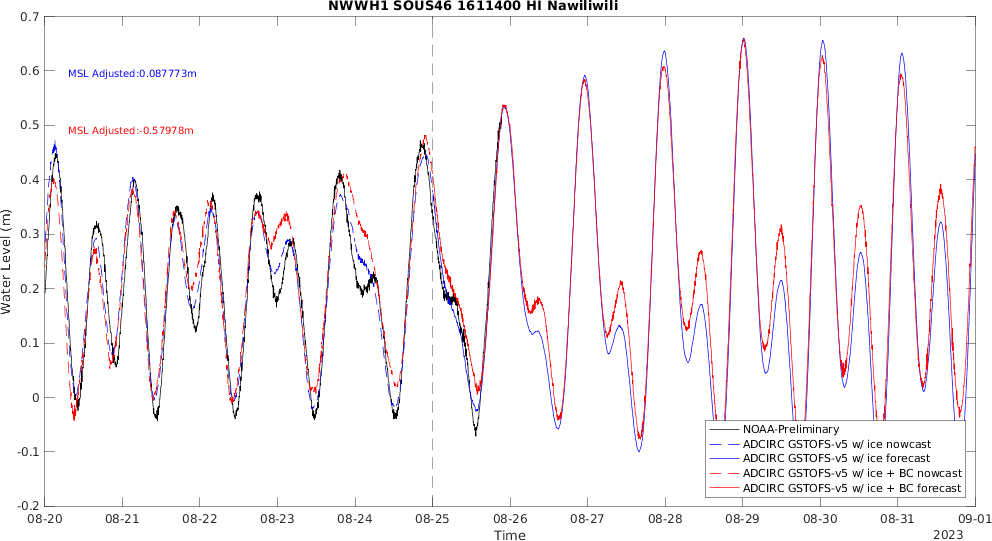 NWWH1 SOUS46 1611400 HI Nawiliwili
0.7
0.6
0.5
0.4
0.3
0.2
0.1
0
-0.1
-0.2
Water Level (m)
MSL Adjusted:0.087773m
MSL Adjusted:-0.57978m
NOAA-Preliminary
ADCIRC GSTOFS-v5 w/ ice nowcast
ADCIRC GSTOFS-v5 w/ ice forecast
ADCIRC GSTOFS-v5 w/ ice + BC nowcast
ADCIRC GSTOFS-v5 w/ ice + BC forecast
08-20 08-21 08-22 08-23 08-24 08-25 08-26 08-27 08-28 08-29 08-30 08-31 09-01
Time
2023